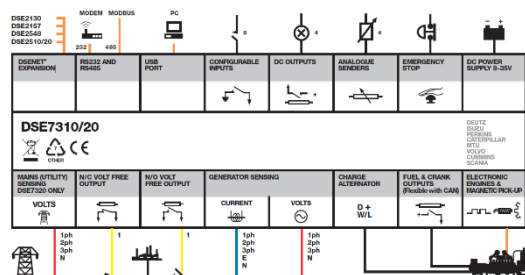 DSE2130
DSE2157
DSE2548
DSE2510/20
MODEM
MODBUS
PC
232
485
8
4
4
DSENET®
EXPANSION
RS232 AND
RS485
USB
PORT
CONFIGURABLE
INPUTS
DC OUTPUTS
ANALOGUE
SENDERS
EMERGENCY
STOP
DC POWER
SUPPLY 8-35V
DSE7310/20
OTHER
CE
DEUTZ
ISUZU
PERKINS
CATERPILLAR
MTU
VOLVO
CUMMINS
SCANIA
MAINS (UTILITY)
SENSING
DSE7320 ONLY
N/C VOLT FREE
OUTPUT
N/O VOLT
FREE OUTPUT
GENERATOR SENSING
CHARGE
ALTERNATOR
FUEL & CRANK
OUTPUTS
(Flexible with CAN)
ELECTRONIC
ENGINES &
MAGNETIC PICK-UP
VOLTS
CURRENT
VOLTS
D +
W/L
1ph
2ph
3ph
N
1
1
1ph
2ph
3ph
E
N
1ph
2ph
3ph
N